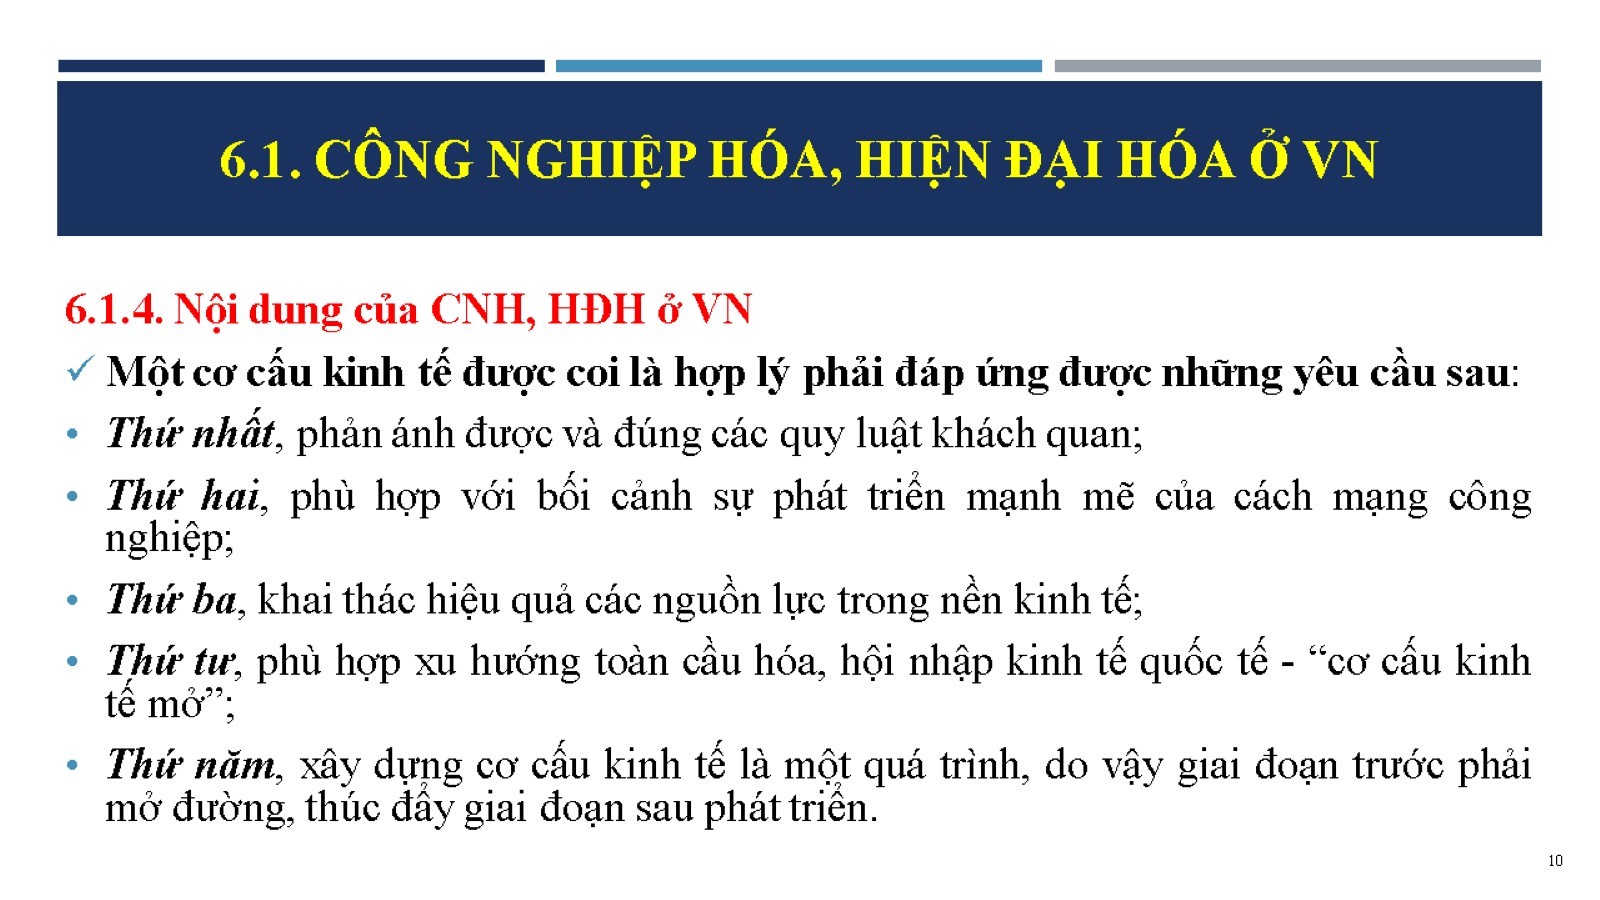 6.1. CÔNG NGHIỆP HÓA, HIỆN ĐẠI HÓA Ở VN
6.1.4. Nội dung của CNH, HĐH ở VN
✓ Một cơ cấu kinh tế được coi là hợp lý phải đáp ứng được những yêu cầu sau:
• Thứ nhất, phản ánh được và đúng các quy luật khách quan;
• Thứ hai, phù hợp với bối cảnh sự phát triển mạnh mẽ của cách mạng công
nghiệp;
• Thứ ba, khai thác hiệu quả các nguồn lực trong nền kinh tế;
• Thứ tư, phù hợp xu hướng toàn cầu hóa, hội nhập kinh tế quốc tế - “cơ cấu kinh
tế mở”;
• Thứ năm, xây dựng cơ cấu kinh tế là một quá trình, do vậy giai đoạn trước phải
mở đường, thúc đẩy giai đoạn sau phát triển.
10